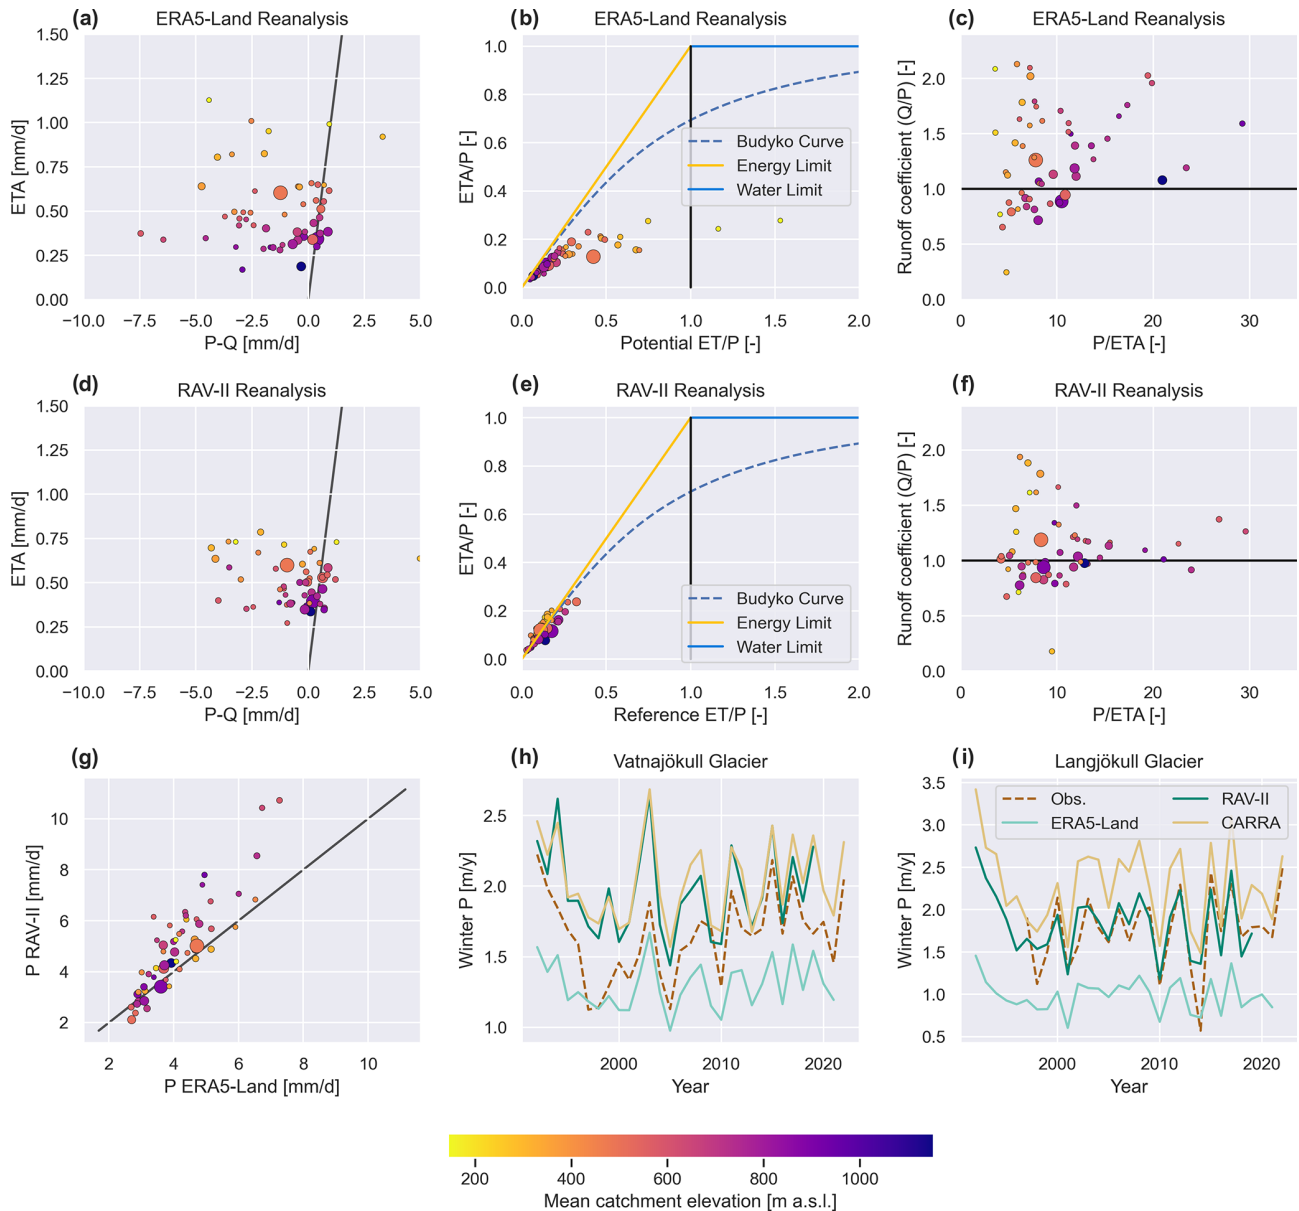 (a) ERA5-Land Reanalysis
1.50
1.25
1.00
0.75
0.50
0.25
0.00
ETA [mm/d]
−10.0 −7.5 −5.0 −2.5 0.0 2.5 5.0
P-Q [mm/d]
(b) ERA5-Land Reanalysis
1.0
0.8
0.6
0.4
0.2
0.0
ETA/P [-]
Budyko Curve
Energy Limit
Water Limit
0.0 0.5 1.0 1.5 2.0
Potential ET/P [-]
(c) ERA5-Land Reanalysis
2.0
1.5
1.0
0.5
0.0
Runoff coefficient (Q/P) [-]
0 10 20 30
P/ETA [-]
(d) RAV-II Reanalysis
1.50
1.25
1.00
0.75
0.50
0.25
0.00
ETA [mm/d]
−10.0 −7.5 −5.0 −2.5 0.0 2.5 5.0
P-Q [mm/d]
(e) RAV-II Reanalysis
1.0
0.8
0.6
0.4
0.2
0.0
ETA/P [-]
Budyko Curve
Energy Limit
Water Limit
0.0 0.5 1.0 1.5 2.0
Reference ET/P [-]
(f) RAV-II Reanalysis
2.0
1.5
1.0
0.5
0.0
Runoff coefficient (Q/P) [-]
0 10 20 30
P/ETA [-]
(g)
10
8
6
4
2
P RAV-II [mm/d]
2 4 6 8 10
P ERA5-Land [mm/d]
(h) Vatnajökull Glacier
2.5
2.0
1.5
1.0
Winter P [m/y]
2000 2010 2020
Year
(i) Langjökull Glacier
3.5
3.0
2.5
2.0
1.5
1.0
0.5
Winter P [m/y]
Obs. RAV-II
ERA5-Land CARRA
2000 2010 2020
Year
200 400 600 800 1000
Mean catchment elevation [m a.s.l.]